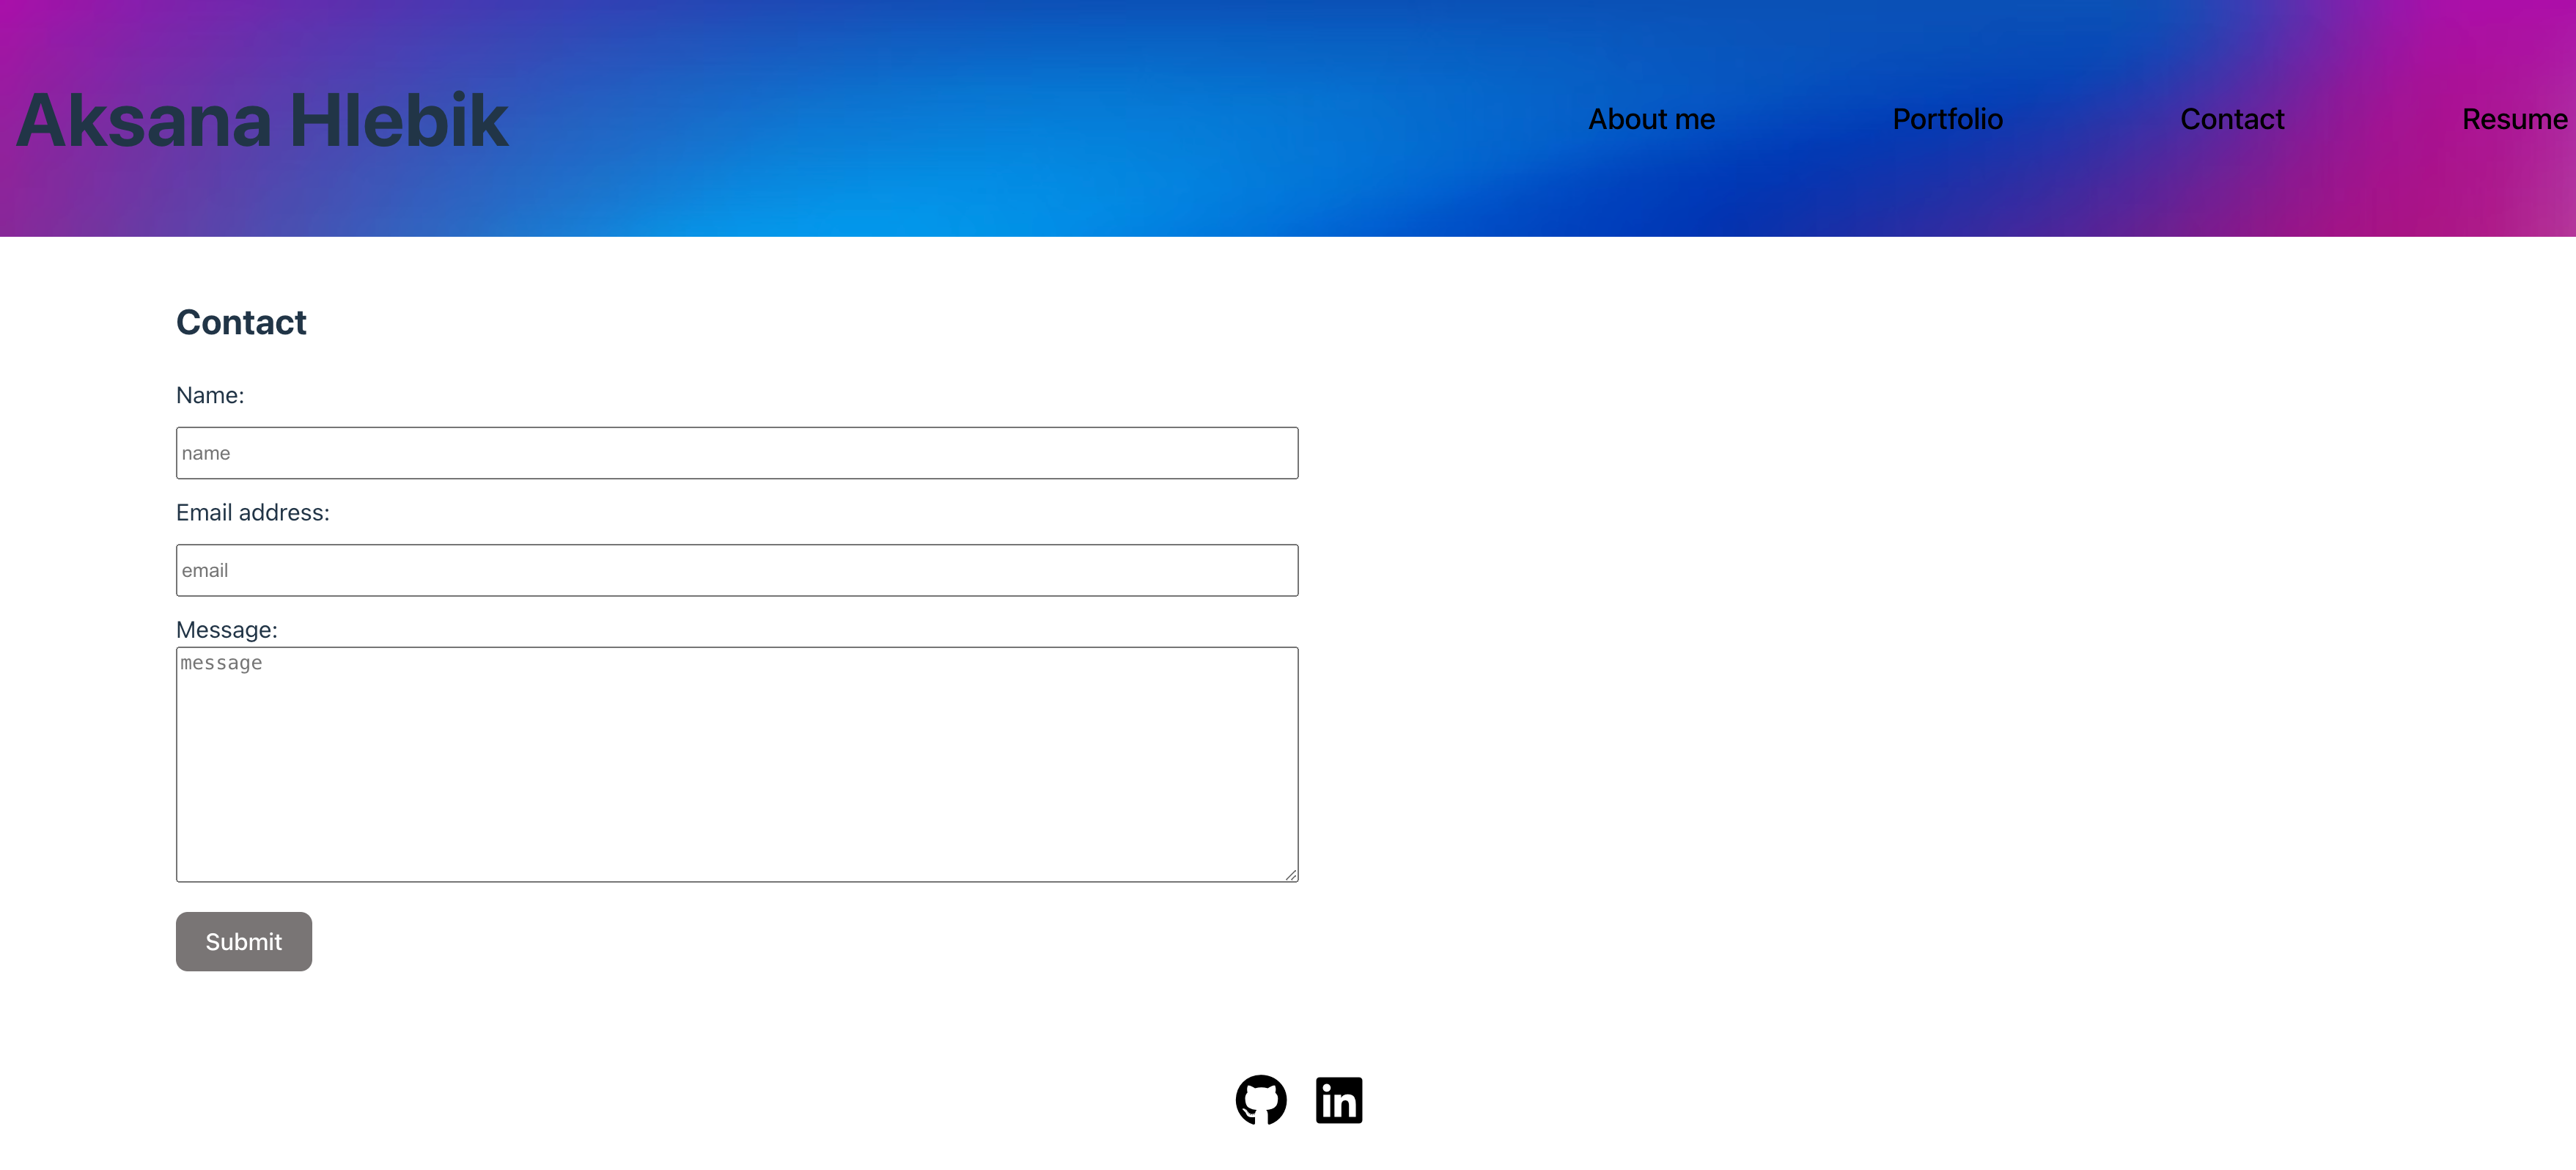 Aksana Hlebik
About me Portfolio Contact Resume
Contact
Name:
name
Email address:
email
Message:
message
Submit
in